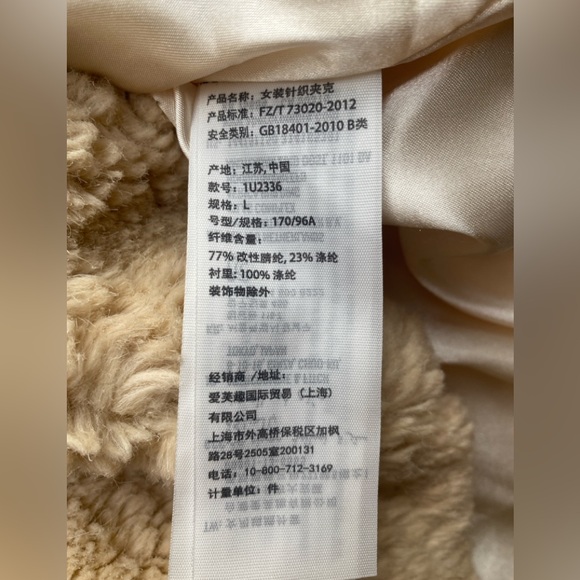 产品名称：女装针织夹克
产品标准：FZ/T 73020-2012
安全类别：GB18401-2010 B类
产地：江苏,中国
款号：1U2336
规格：L
号型/规格：170/96A
纤维含量：
77% 改性腈纶, 23% 涤纶
衬里：100% 涤纶
装饰物除外
经销商 /地址：
爱芙趣国际贸易 (上海)
有限公司
上海市外高桥保税区加枫
路28号2505室200131
电话：10-800-712-3169
计量单位：件